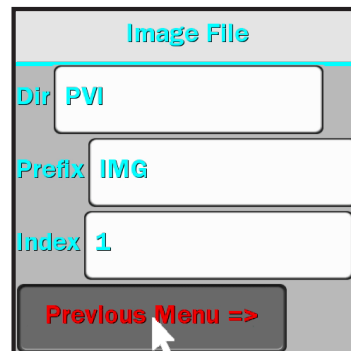 Image File
Dir PVI
Prefix IMG
Index 1
Previous Menu =>